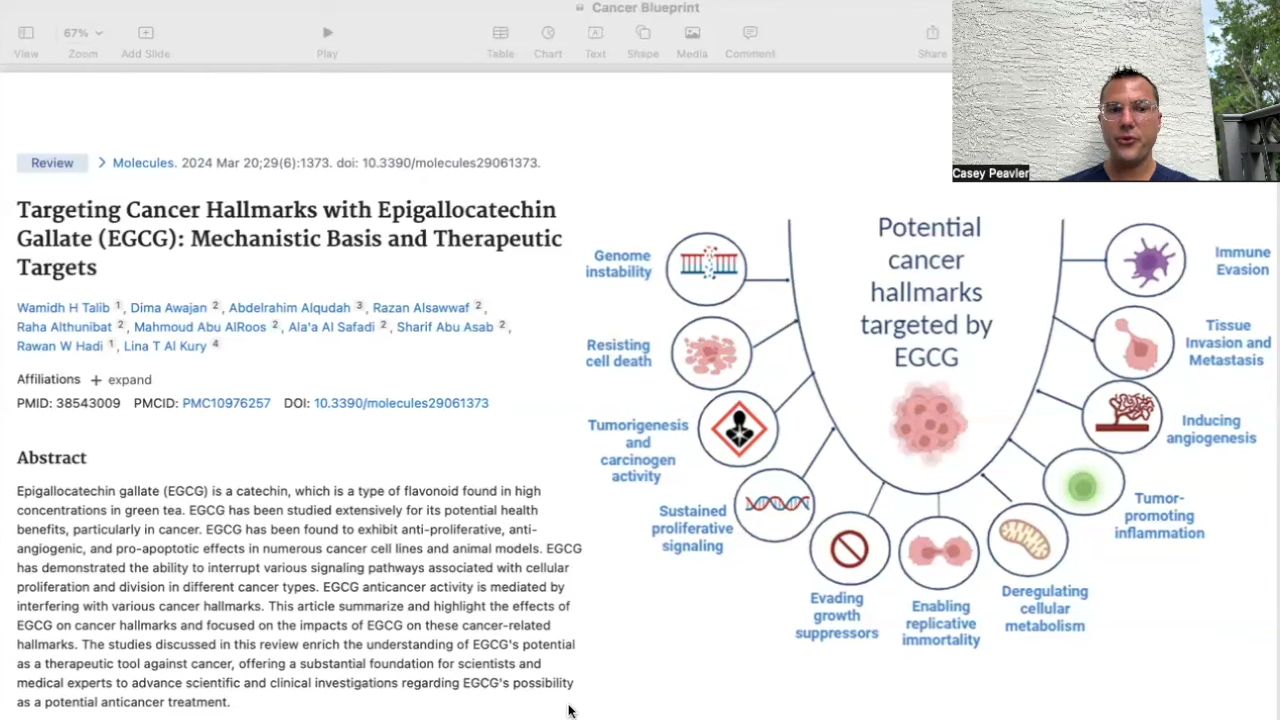 Cancer Blueprint
67%
View
Zoom
Add Slide
Play
Table
Chart
Text
Shape
Media
Comment
Share
Casey Peavler
Review
Molecules. 2024 Mar 20;29(6):1373. doi: 10.3390/molecules29061373.
Targeting Cancer Hallmarks with Epigallocatechin
Gallate (EGCG): Mechanistic Basis and Therapeutic
Targets
Wamidh H Talib 1, Dima Awajan 2, Abdelrahim Alqudah 3, Razan Alsawwaf 2,
Raha Althunibat 2, Mahmoud Abu AlRoos 2, Ala'a Al Safadi 2, Sharif Abu Asab 2,
Rawan W Hadi 1, Lina T Al Kury 4
Affiliations + expand
PMID: 38543009 PMCID: PMC10976257 DOI: 10.3390/molecules29061373
Abstract
Epigallocatechin gallate (EGCG) is a catechin, which is a type of flavonoid found in high
concentrations in green tea. EGCG has been studied extensively for its potential health
benefits, particularly in cancer. EGCG has been found to exhibit anti-proliferative, anti-
angiogenic, and pro-apoptotic effects in numerous cancer cell lines and animal models. EGCG
has demonstrated the ability to interrupt various signaling pathways associated with cellular
proliferation and division in different cancer types. EGCG anticancer activity is mediated by
interfering with various cancer hallmarks. This article summarize and highlight the effects of
EGCG on cancer hallmarks and focused on the impacts of EGCG on these cancer-related
hallmarks. The studies discussed in this review enrich the understanding of EGCG's potential
as a therapeutic tool against cancer, offering a substantial foundation for scientists and
medical experts to advance scientific and clinical investigations regarding EGCG's possibility
as a potential anticancer treatment.
Potential
cancer
hallmarks
targeted by
EGCG
Genome
instability
Resisting
cell death
Tumorigenesis
and
carcinogen
activity
Sustained
proliferative
signaling
Evading
growth
suppressors
Enabling
replicative
immortality
Deregulating
cellular
metabolism
Tumor-
promoting
inflammation
Inducing
angiogenesis
Tissue
Invasion and
Metastasis
Immune
Evasion